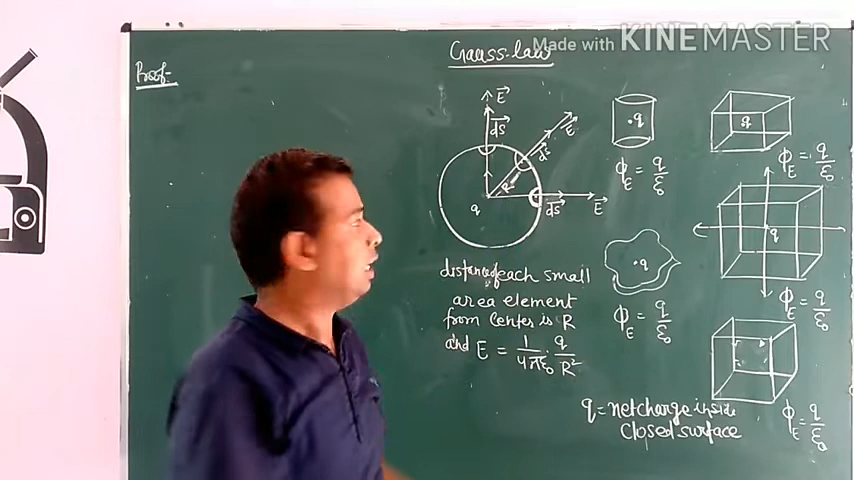 Gauss-law
Made with KINEMASTER
Proof:-
E
ds
E
ds
R
q
ds
E
q
ΦE = q/ε0
q
ΦE = q/ε0
q
ΦE = q/ε0
q
ΦE = q/ε0
ΦE = q/ε0
distance of each small
area element
from center is R
and E = 1/4πε0 . q/R²
q = net charge inside
closed surface